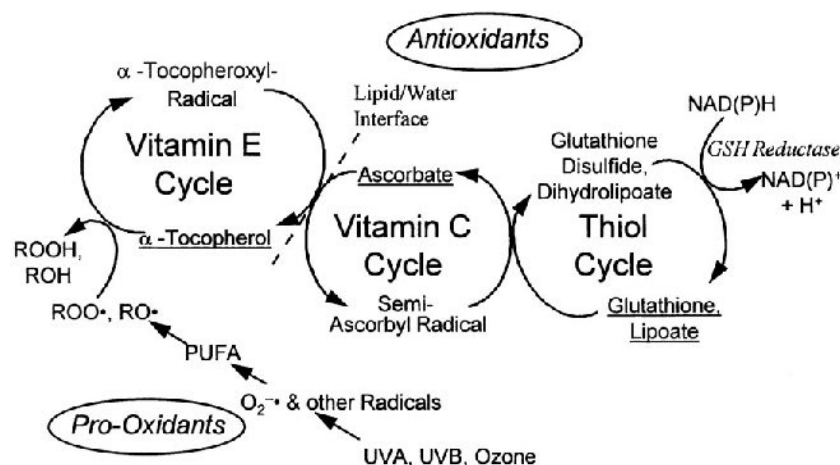 Antioxidants
α -Tocopheroxyl-
Radical
Lipid/Water
Interface
NAD(P)H
Vitamin E
Cycle
Glutathione
Disulfide,
Dihydrolipoate
GSH Reductase
NAD(P)⁺
+ H⁺
Ascorbate
α -Tocopherol
Vitamin C
Cycle
Thiol
Cycle
ROOH,
ROH
Semi-
Ascorbyl Radical
Glutathione,
Lipoate
ROO•, RO•
PUFA
O₂⁻• & other Radicals
Pro-Oxidants
UVA, UVB, Ozone